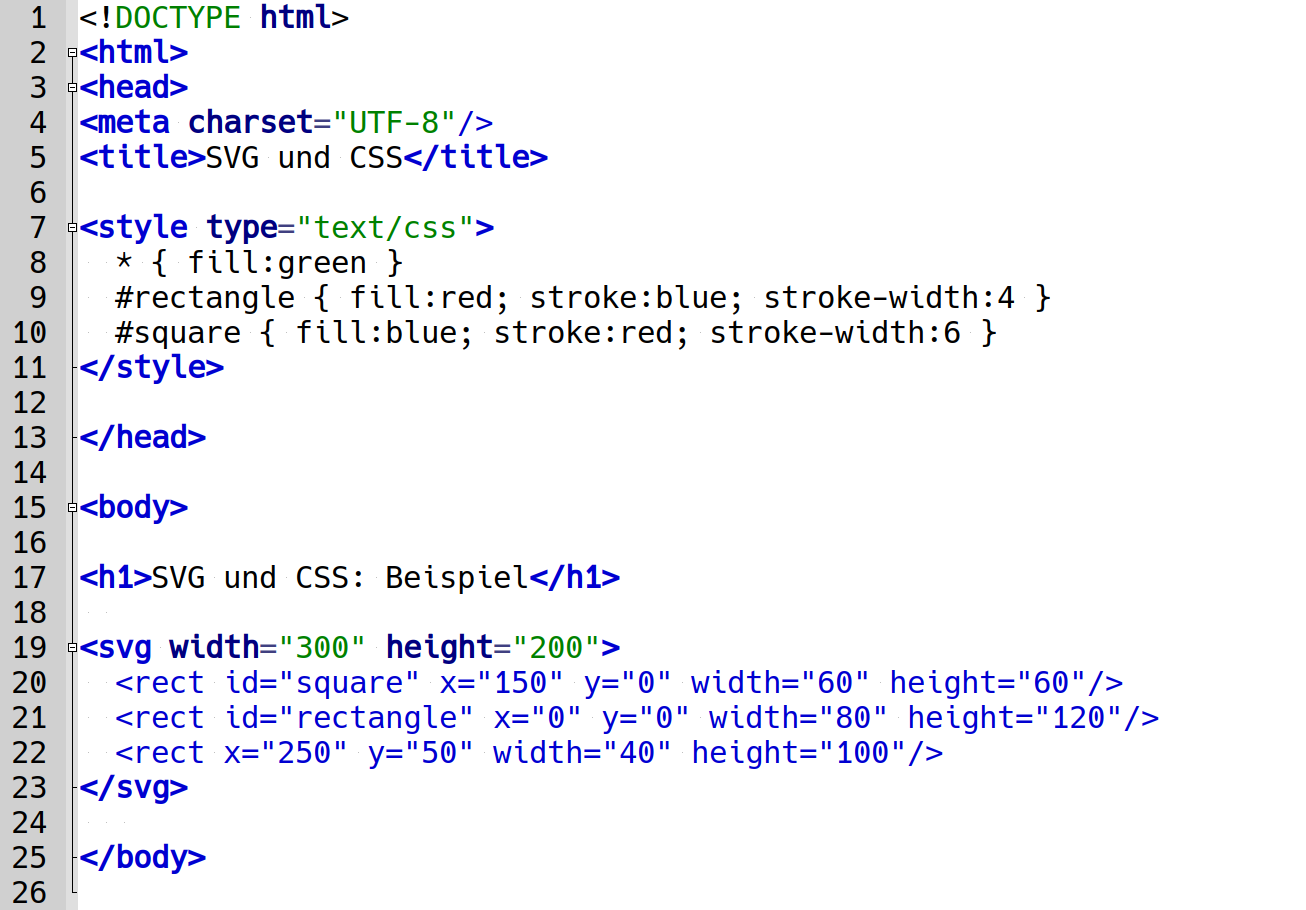 1 <!DOCTYPE html>
2 <html>
3 <head>
4 <meta charset="UTF-8"/>
5 <title>SVG und CSS</title>
6
7 <style type="text/css">
8   * { fill:green }
9   #rectangle { fill:red; stroke:blue; stroke-width:4 }
10   #square { fill:blue; stroke:red; stroke-width:6 }
11 </style>
12
13 </head>
14
15 <body>
16
17 <h1>SVG und CSS: Beispiel</h1>
18
19 <svg width="300" height="200">
20   <rect id="square" x="150" y="0" width="60" height="60"/>
21   <rect id="rectangle" x="0" y="0" width="80" height="120"/>
22   <rect x="250" y="50" width="40" height="100"/>
23 </svg>
24
25 </body>
26